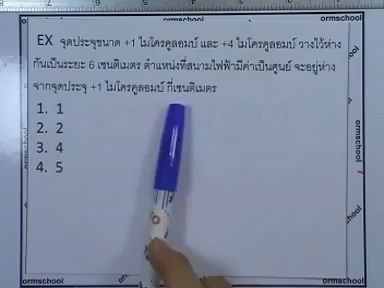 ormschool
ormschool
EX จุดประจุขนาด +1 ไมโครคูลอมบ์ และ +4 ไมโครคูลอมบ์ วางไว้ห่าง
กันเป็นระยะ 6 เซนติเมตร ตำแหน่งที่สนามไฟฟ้ามีค่าเป็นศูนย์ จะอยู่ห่าง
จากจุดประจุ +1 ไมโครคูลอมบ์ กี่เซนติเมตร
1. 1
2. 2
3. 4
4. 5
ormschool
ormschool